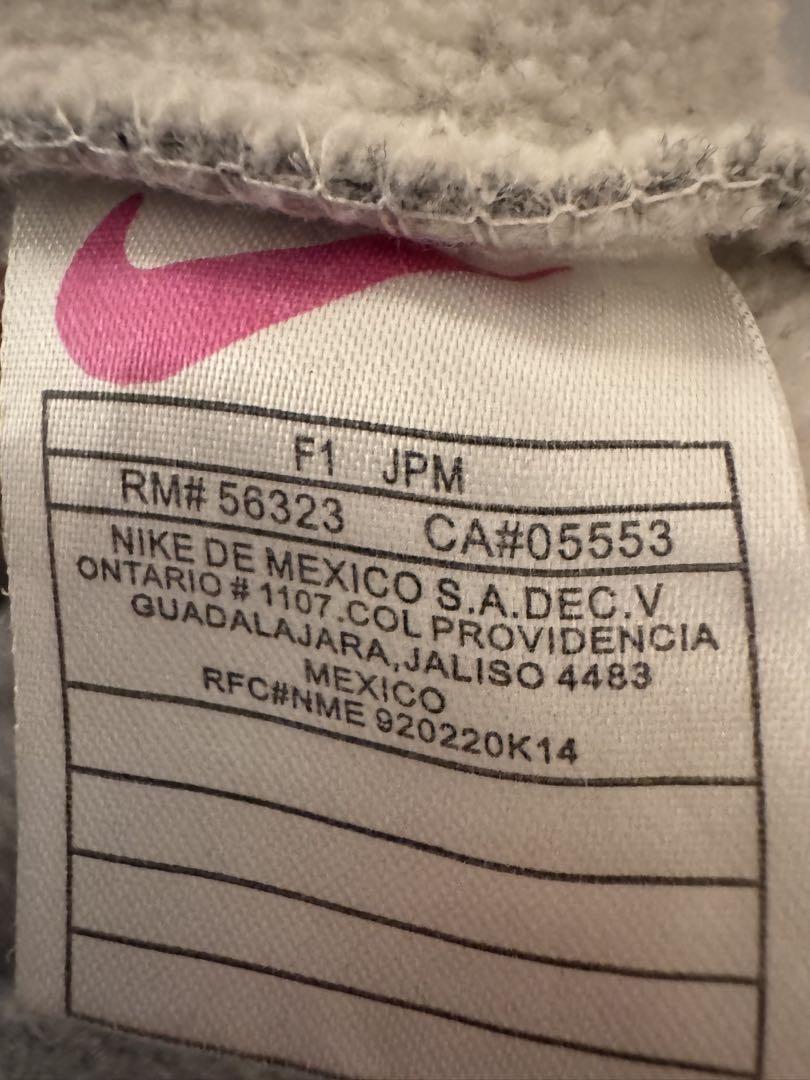 F1 JPM
RM# 56323 CA#05553
NIKE DE MEXICO S.A.DEC.V
ONTARIO # 1107.COL PROVIDENCIA
GUADALAJARA,JALISO 4483
MEXICO
RFC#NME 920220K14